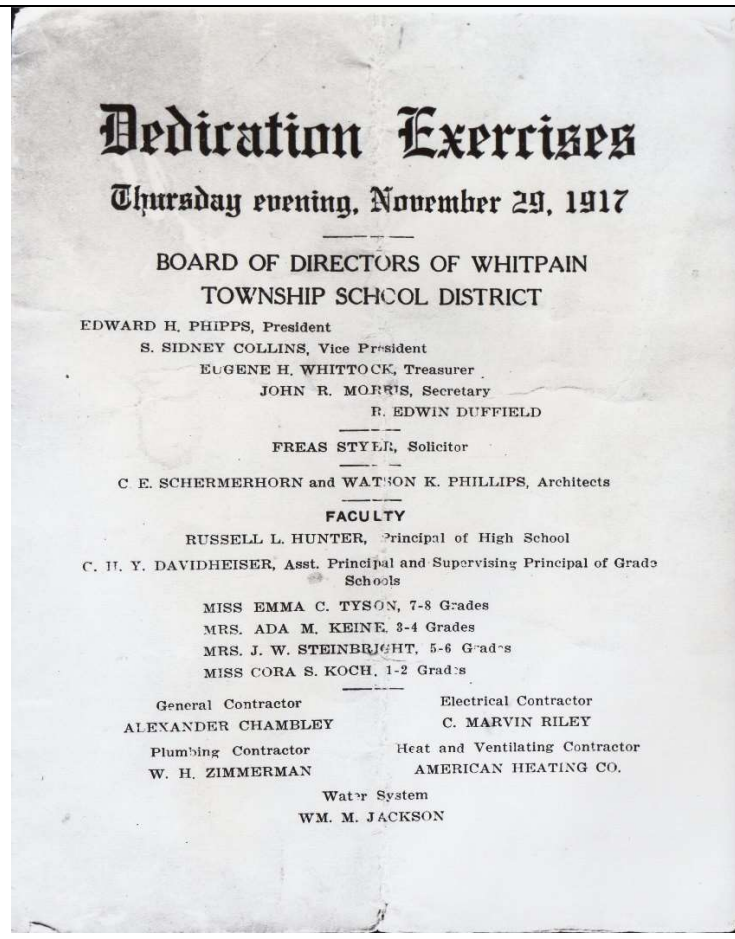 Dedication Exercises
Thursday evening, November 29, 1917
BOARD OF DIRECTORS OF WHITPAIN
TOWNSHIP SCHOOL DISTRICT
EDWARD H. PHIPPS, President
S. SIDNEY COLLINS, Vice President
EUGENE H. WHITTOCK, Treasurer
JOHN R. MORRIS, Secretary
R. EDWIN DUFFIELD
FREAS STYER, Solicitor
C. E. SCHERMERHORN and WATSON K. PHILLIPS, Architects
FACULTY
RUSSELL L. HUNTER, Principal of High School
C. H. Y. DAVIDHEISER, Asst. Principal and Supervising Principal of Grade
Schools
MISS EMMA C. TYSON, 7-8 Grades
MRS. ADA M. KEINE, 3-4 Grades
MRS. J. W. STEINBRIGHT, 5-6 Grades
MISS CORA S. KOCH, 1-2 Grades
General Contractor
ALEXANDER CHAMBLEY
Electrical Contractor
C. MARVIN RILEY
Plumbing Contractor
W. H. ZIMMERMAN
Heat and Ventilating Contractor
AMERICAN HEATING CO.
Water System
WM. M. JACKSON